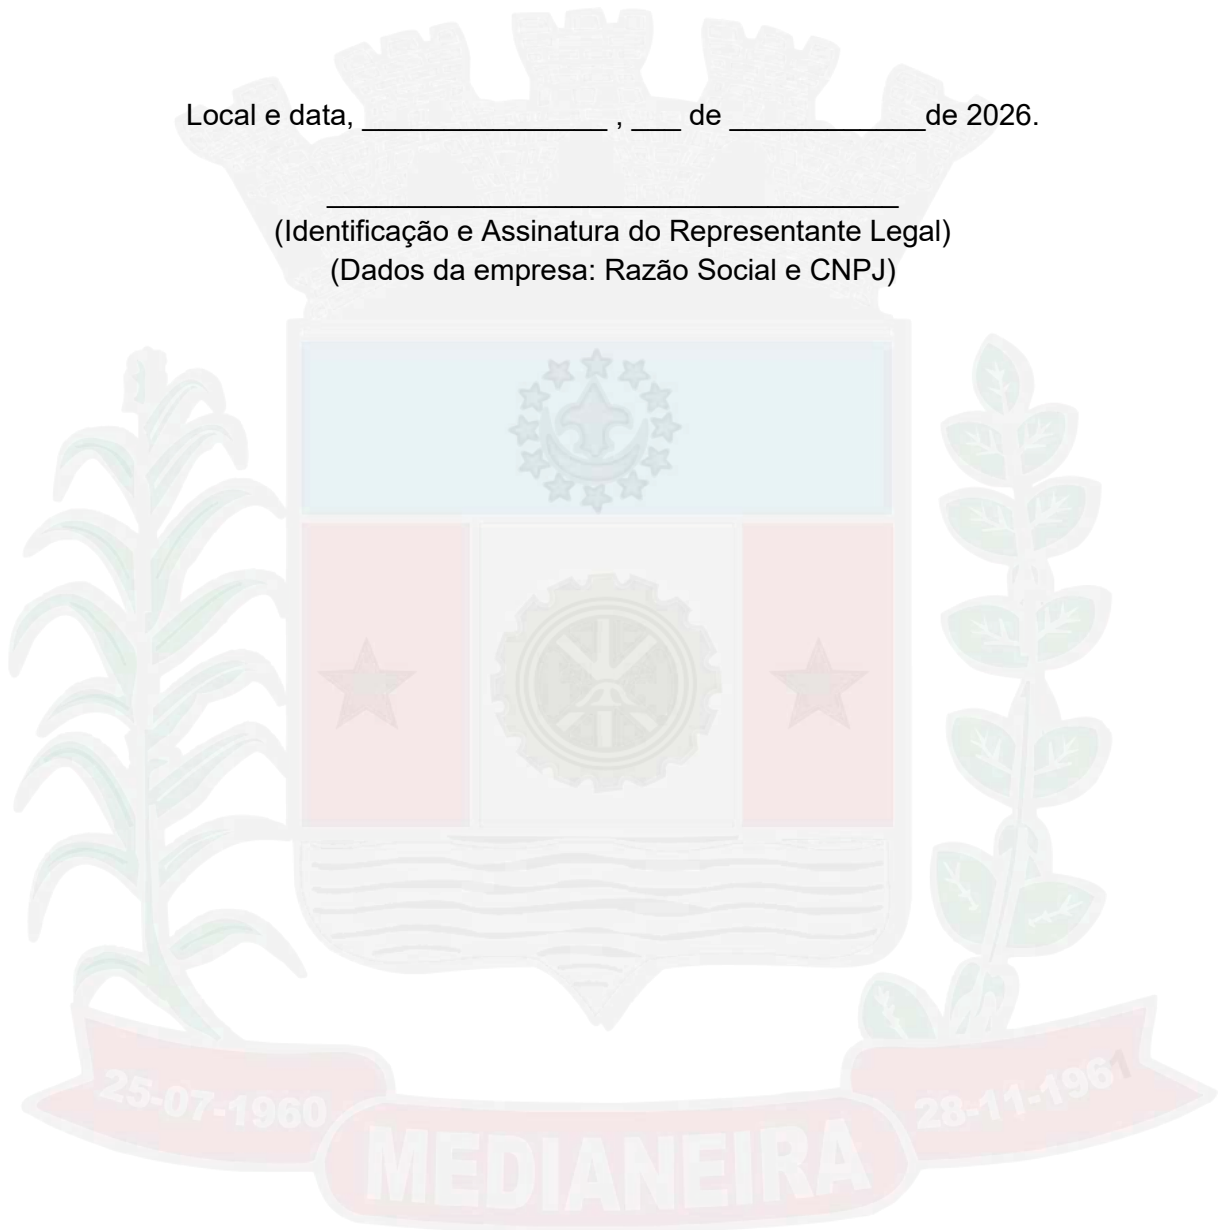 Local e data, _______________ , ___ de ____________de 2026.
___________________________________
(Identificação e Assinatura do Representante Legal)
(Dados da empresa: Razão Social e CNPJ)
25-07-1960
28-11-1961
MEDIANEIRA